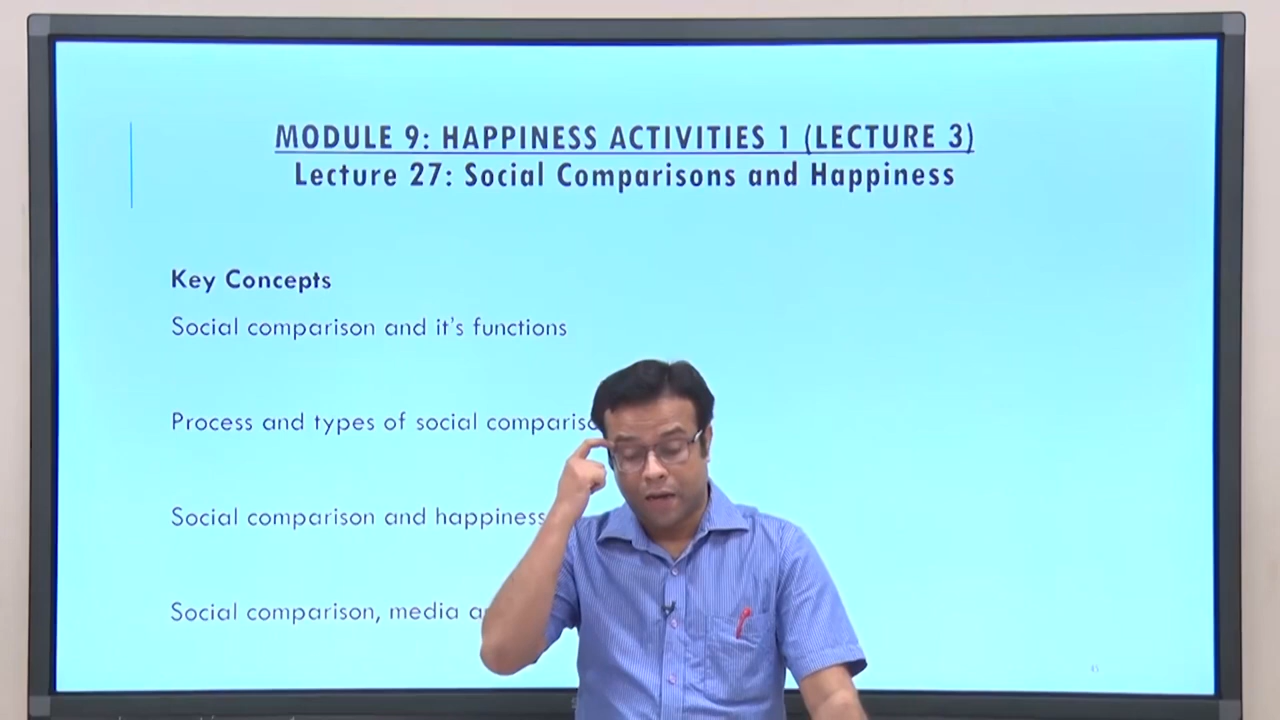 MODULE 9: HAPPINESS ACTIVITIES 1 (LECTURE 3)
Lecture 27: Social Comparisons and Happiness
Key Concepts
Social comparison and it's functions
Process and types of social
Social comparison and happiness
Social comparison, media